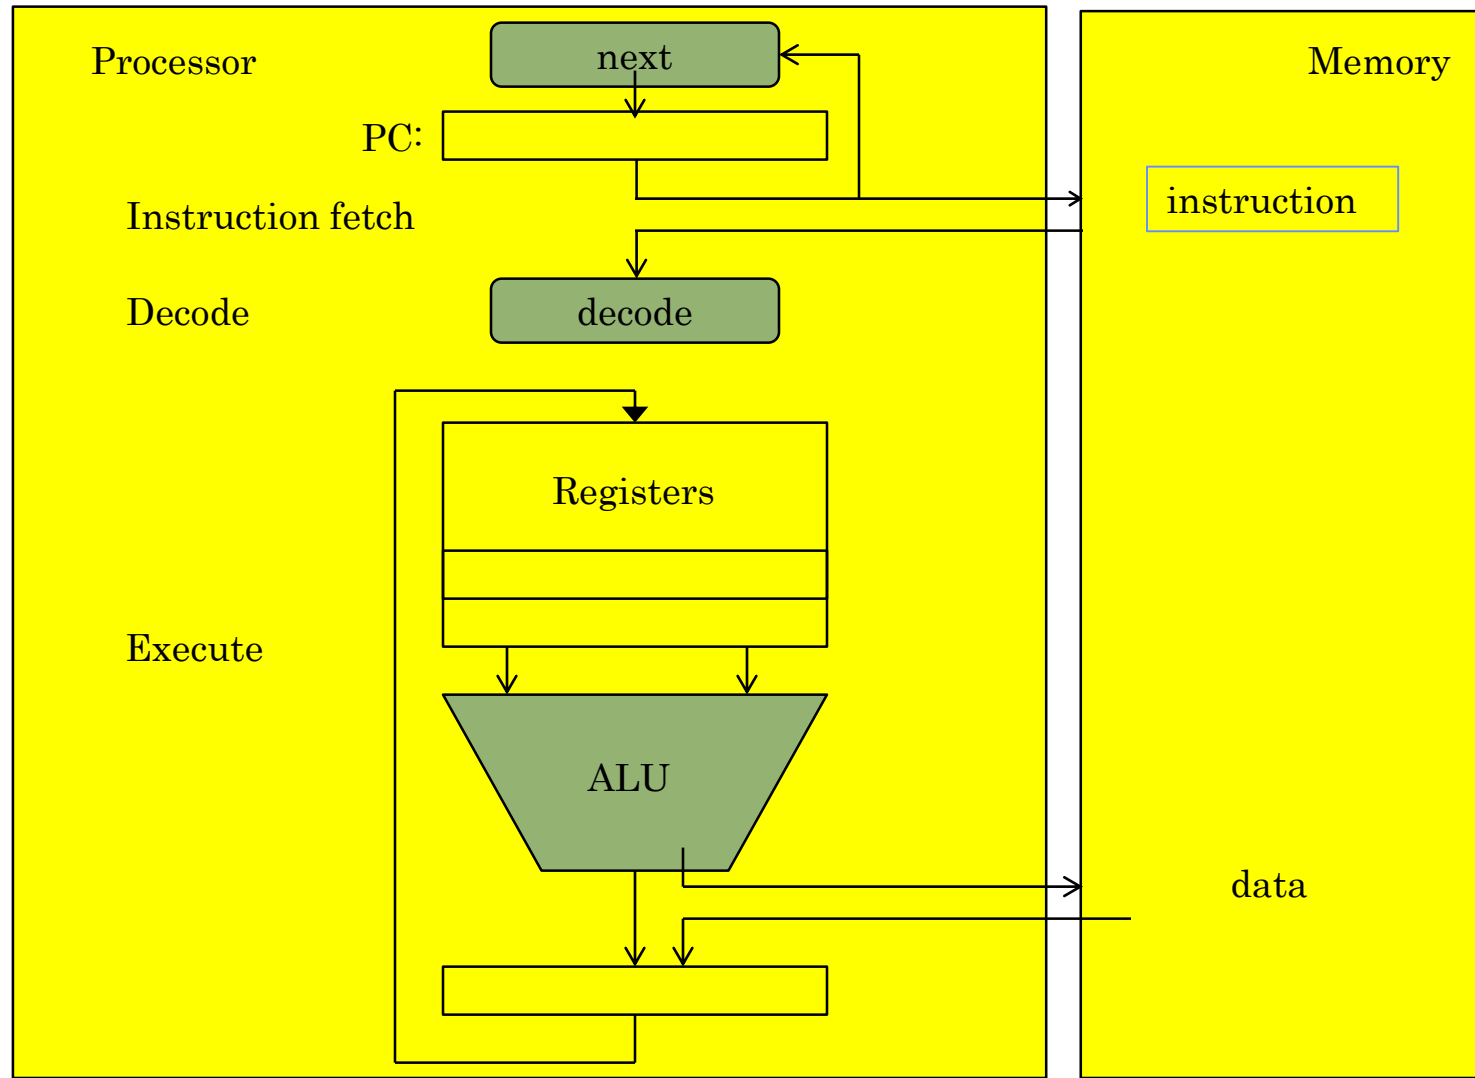 next
Processor
Memory
PC:
instruction
Instruction fetch
Decode
decode
Registers
Execute
ALU
data